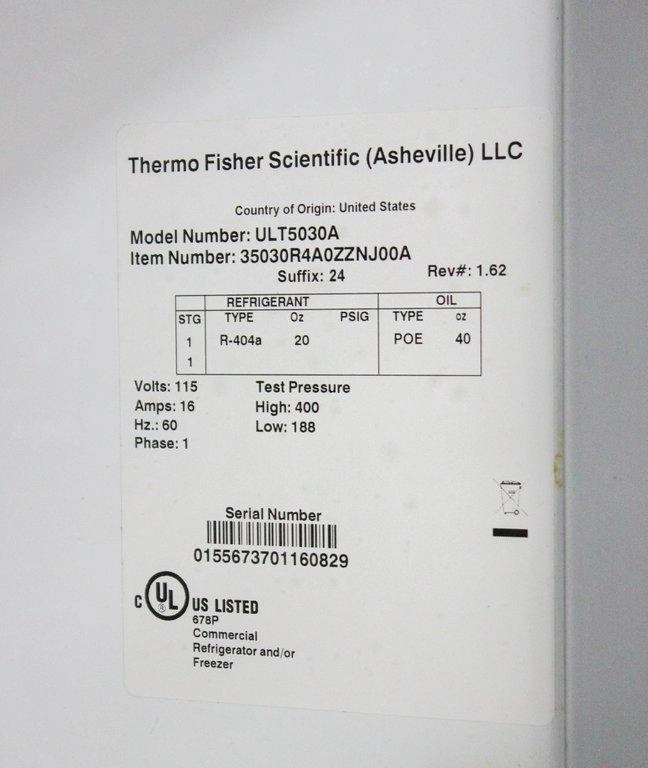 Thermo Fisher Scientific (Asheville) LLC
Country of Origin: United States
Model Number: ULT5030A
Item Number: 35030R4A0ZZNJ00A
Suffix: 24 Rev#: 1.62
REFRIGERANT OIL
STG TYPE Oz PSIG TYPE oz
1 R-404a 20 POE 40
1
Volts: 115 Test Pressure
Amps: 16 High: 400
Hz.: 60 Low: 188
Phase: 1
Serial Number
0155673701160829
C UL ® US LISTED
678P
Commercial
Refrigerator and/or
Freezer